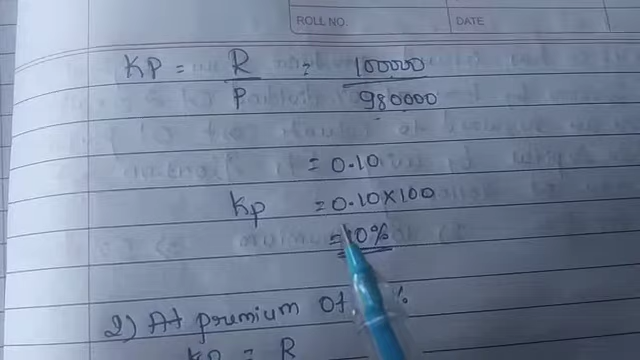 ROLL NO. DATE
KP = R/P = 100000/980000
= 0.10
Kp = 0.10×100
= 10%
2) At premium of %
KP = R